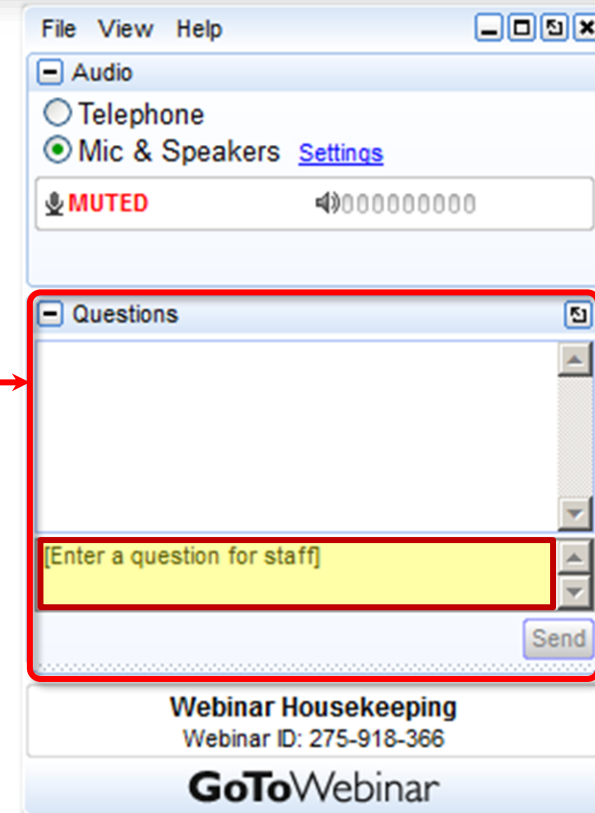 File View Help
Audio
Telephone
Mic & Speakers Settings
MUTED 000000000
Questions
[Enter a question for staff]
Send
Webinar Housekeeping
Webinar ID: 275-918-366
GoToWebinar